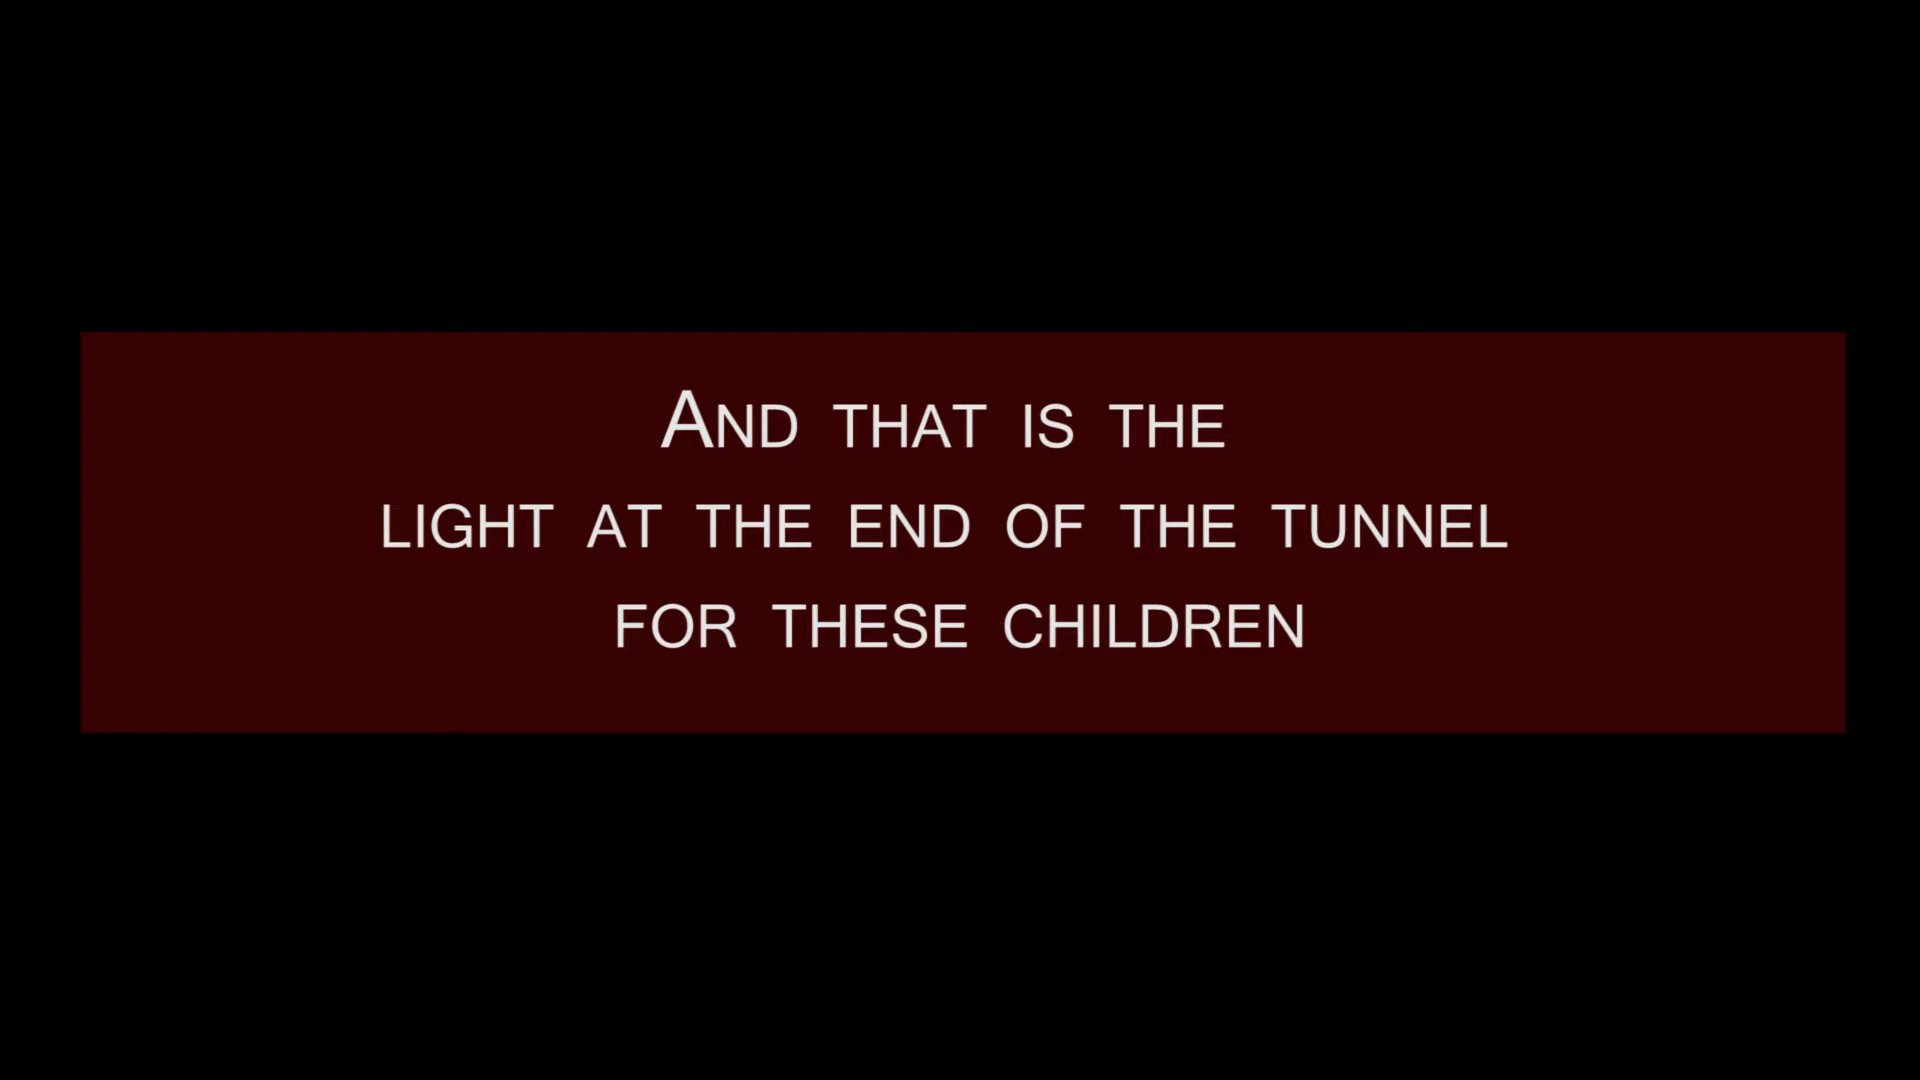 And that is the
light at the end of the tunnel
for these children